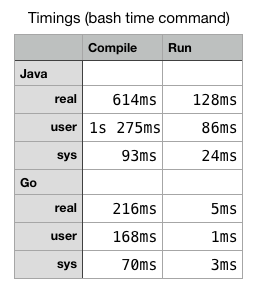 Timings (bash time command)
Compile Run
Java
real 614ms 128ms
user 1s 275ms 86ms
sys 93ms 24ms
Go
real 216ms 5ms
user 168ms 1ms
sys 70ms 3ms